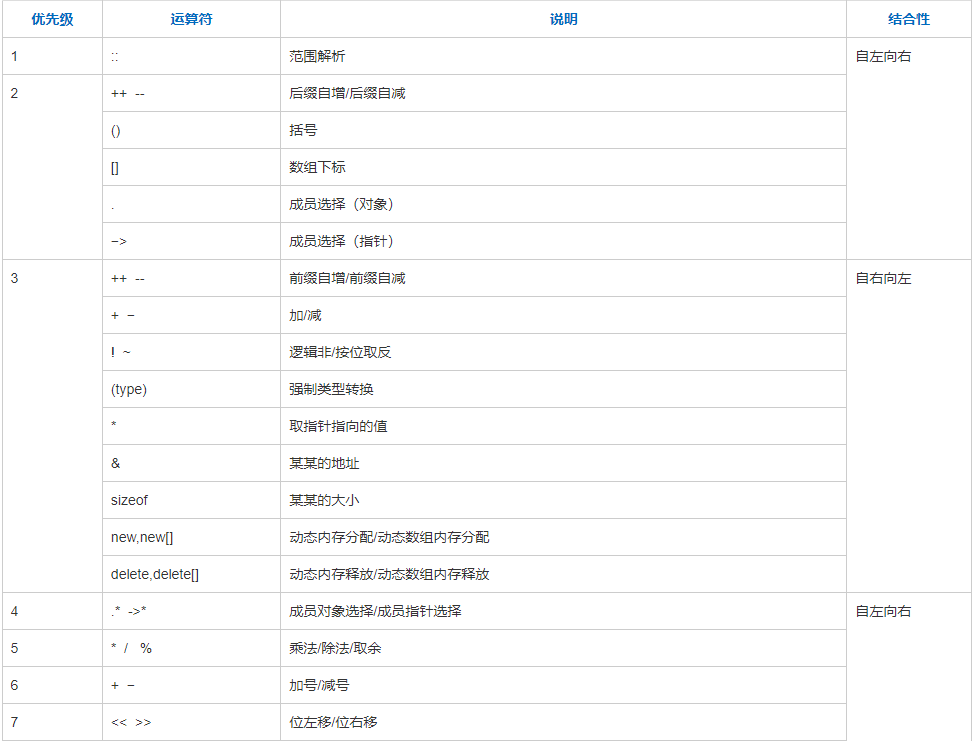 优先级 运算符 说明 结合性
1 :: 范围解析 自左向右
2 ++ -- 后缀自增/后缀自减
() 括号
[] 数组下标
. 成员选择（对象）
−> 成员选择（指针）
3 ++ -- 前缀自增/前缀自减 自右向左
+ − 加/减
! ~ 逻辑非/按位取反
(type) 强制类型转换
* 取指针指向的值
& 某某的地址
sizeof 某某的大小
new,new[] 动态内存分配/动态数组内存分配
delete,delete[] 动态内存释放/动态数组内存释放
4 .* ->* 成员对象选择/成员指针选择 自左向右
5 * / % 乘法/除法/取余
6 + − 加号/减号
7 << >> 位左移/位右移